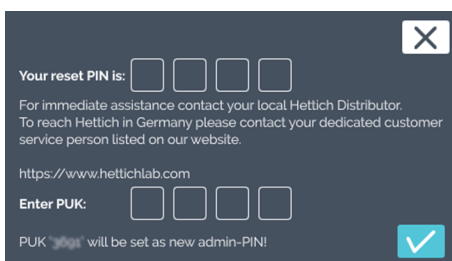 Your reset PIN is:
For immediate assistance contact your local Hettich Distributor.
To reach Hettich in Germany please contact your dedicated customer
service person listed on our website.
https://www.hettichlab.com
Enter PUK:
PUK will be set as new admin-PIN!